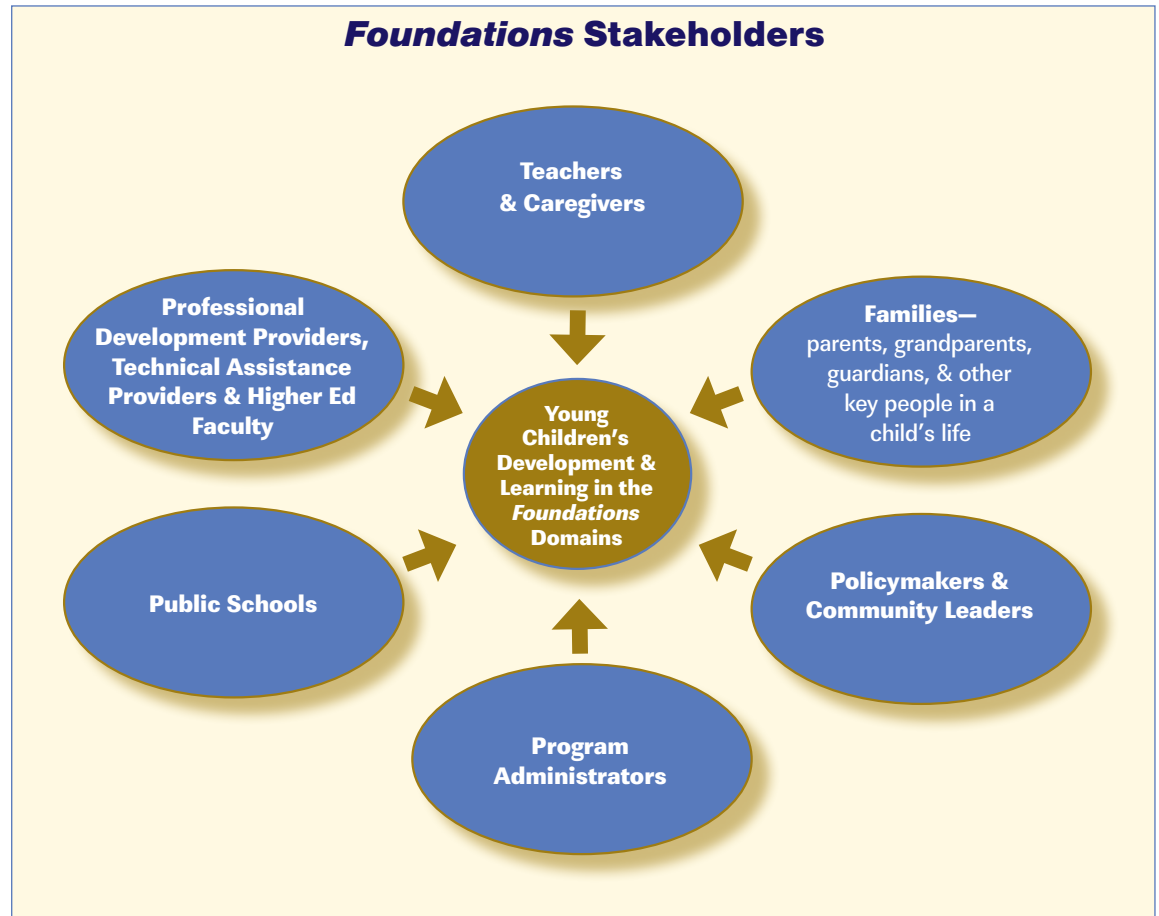 Foundations Stakeholders
Teachers
& Caregivers
Professional
Development Providers,
Technical Assistance
Providers & Higher Ed
Faculty
Families—
parents, grandparents,
guardians, & other
key people in a
child’s life
Young
Children’s
Development &
Learning in the
Foundations
Domains
Public Schools
Policymakers &
Community Leaders
Program
Administrators